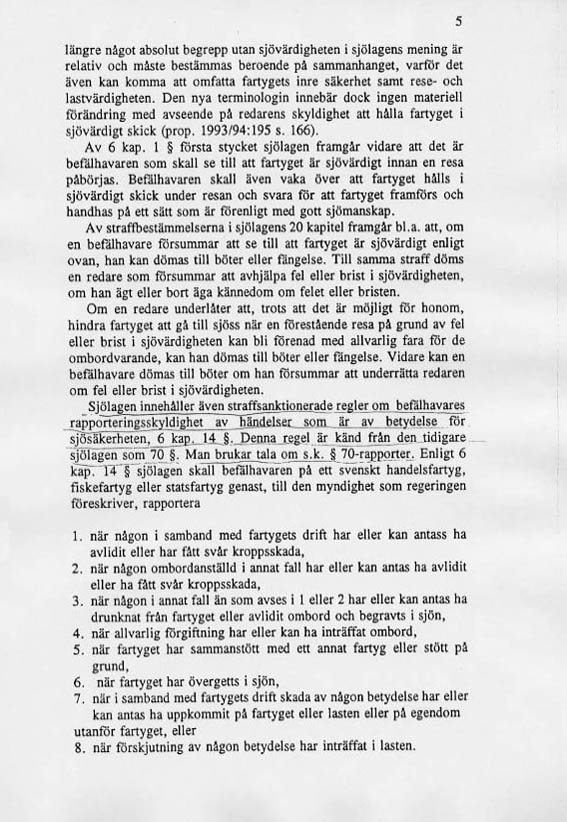 5
längre något absolut begrepp utan sjövärdigheten i sjölagens mening är
relativ och måste bestämmas beroende på sammanhanget, varför det
även kan komma att omfatta fartygets inre säkerhet samt rese- och
lastvärdigheten. Den nya terminologin innebär dock ingen materiell
förändring med avseende på redarens skyldighet att hålla fartyget i
sjövärdigt skick (prop. 1993/94:195 s. 166).
Av 6 kap. 1 § första stycket sjölagen framgår vidare att det är
befälhavaren som skall se till att fartyget är sjövärdigt innan en resa
påbörjas. Befälhavaren skall även vaka över att fartyget hålls i
sjövärdigt skick under resan och svara för att fartyget framförs och
handhas på ett sätt som är förenligt med gott sjömanskap.
Av straffbestämmelserna i sjölagens 20 kapitel framgår bl.a. att, om
en befälhavare försummar att se till att fartyget är sjövärdigt enligt
ovan, han kan dömas till böter eller fängelse. Till samma straff döms
en redare som försummar att avhjälpa fel eller brist i sjövärdigheten,
om han ägt eller bort äga kännedom om felet eller bristen.
Om en redare underlåter att, trots att det är möjligt för honom,
hindra fartyget att gå till sjöss när en förestående resa på grund av fel
eller brist i sjövärdigheten kan bli förenad med allvarlig fara för de
ombordvarande, kan han dömas till böter eller fängelse. Vidare kan en
befälhavare dömas till böter om han försummar att underrätta redaren
om fel eller brist i sjövärdigheten.
Sjölagen innehåller även straffsanktionerade regler om befälhavares
rapporteringsskyldighet av händelser som är av betydelse för
sjösäkerheten, 6 kap. 14 §. Denna regel är känd från den tidigare
sjölagen som 70 §. Man brukar tala om s.k. § 70-rapporter. Enligt 6
kap. 14 § sjölagen skall befälhavaren på ett svenskt handelsfartyg,
fiskefartyg eller statsfartyg genast, till den myndighet som regeringen
föreskriver, rapportera
1. när någon i samband med fartygets drift har eller kan antass ha
avlidit eller har fått svår kroppsskada,
2. när någon ombordanställd i annat fall har eller kan antas ha avlidit
eller ha fått svår kroppsskada,
3. när någon i annat fall än som avses i 1 eller 2 har eller kan antas ha
drunknat från fartyget eller avlidit ombord och begravts i sjön,
4. när allvarlig förgiftning har eller kan ha inträffat ombord,
5. när fartyget har sammanstött med ett annat fartyg eller stött på
grund,
6. när fartyget har övergetts i sjön,
7. när i samband med fartygets drift skada av någon betydelse har eller
kan antas ha uppkommit på fartyget eller lasten eller på egendom
utanför fartyget, eller
8. när förskjutning av någon betydelse har inträffat i lasten.